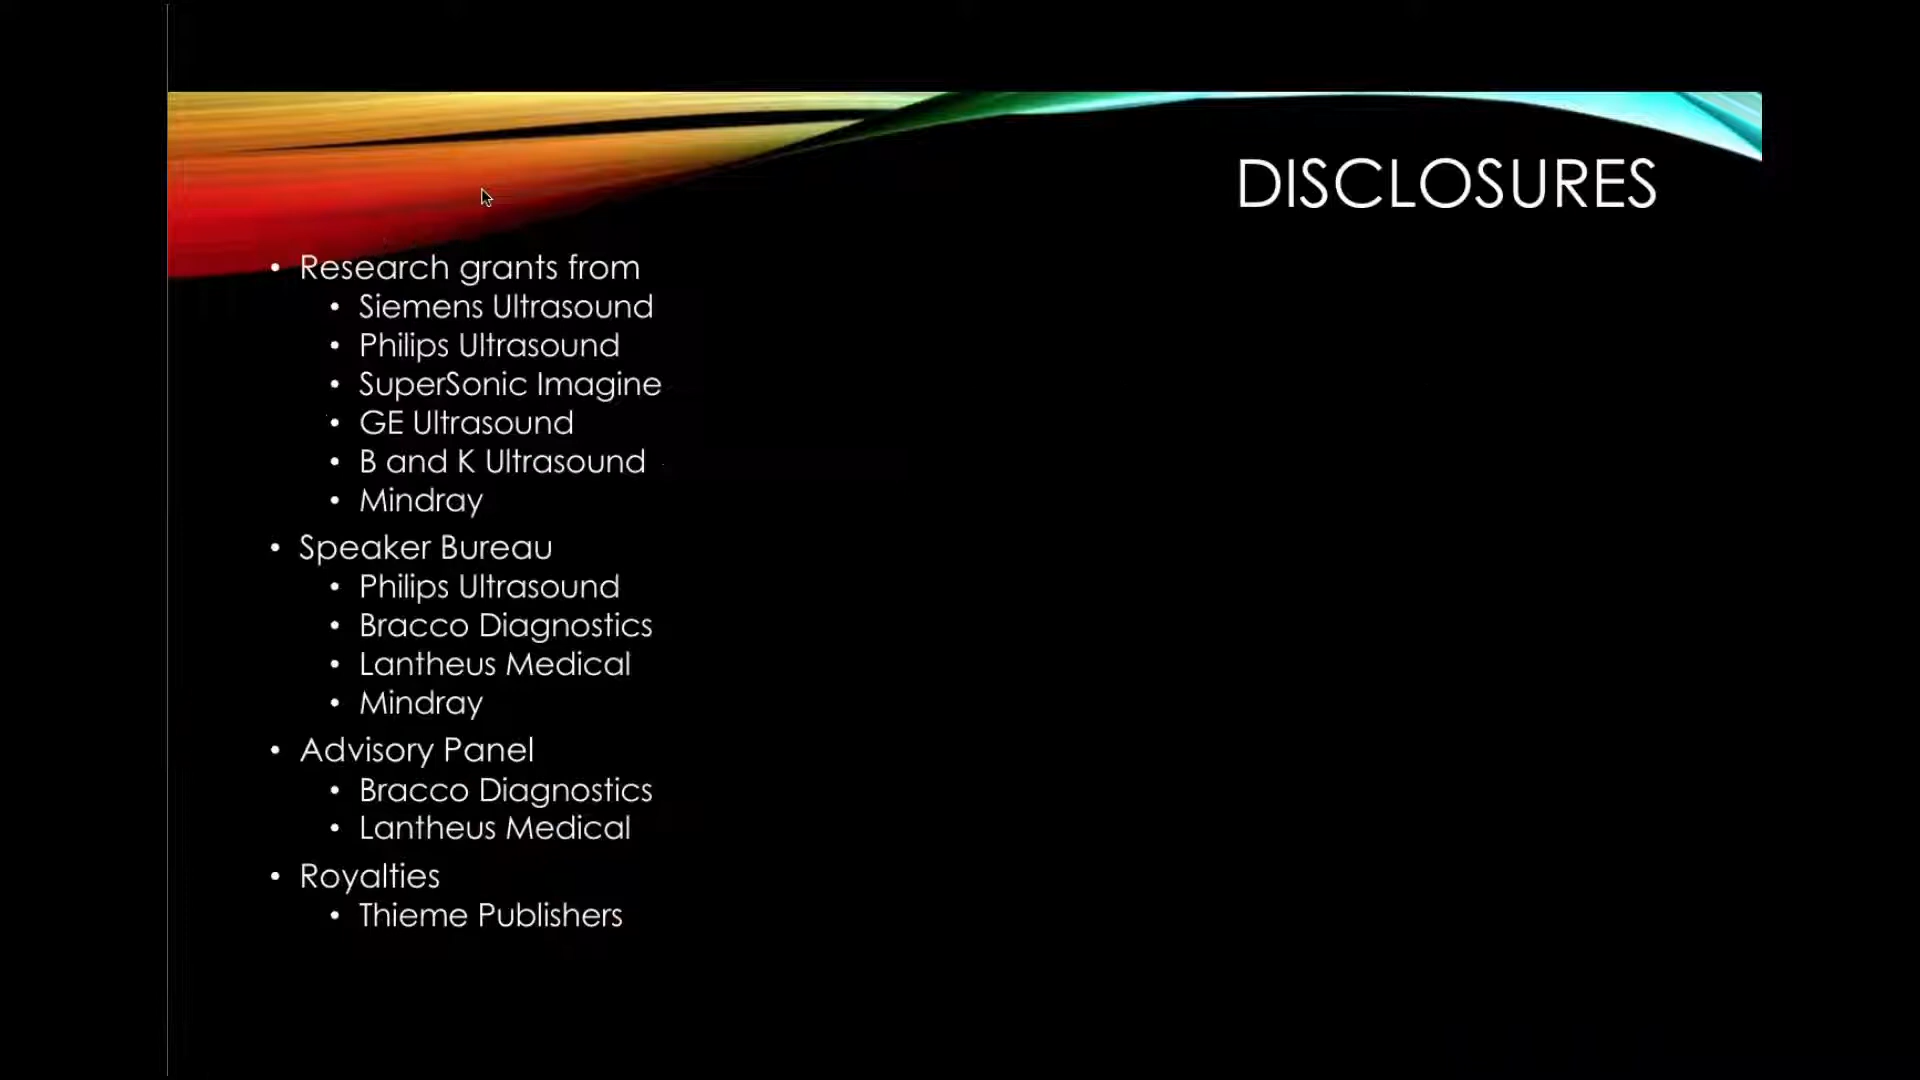 DISCLOSURES
• Research grants from
• Siemens Ultrasound
• Philips Ultrasound
• SuperSonic Imagine
• GE Ultrasound
• B and K Ultrasound
• Mindray
• Speaker Bureau
• Philips Ultrasound
• Bracco Diagnostics
• Lantheus Medical
• Mindray
• Advisory Panel
• Bracco Diagnostics
• Lantheus Medical
• Royalties
• Thieme Publishers